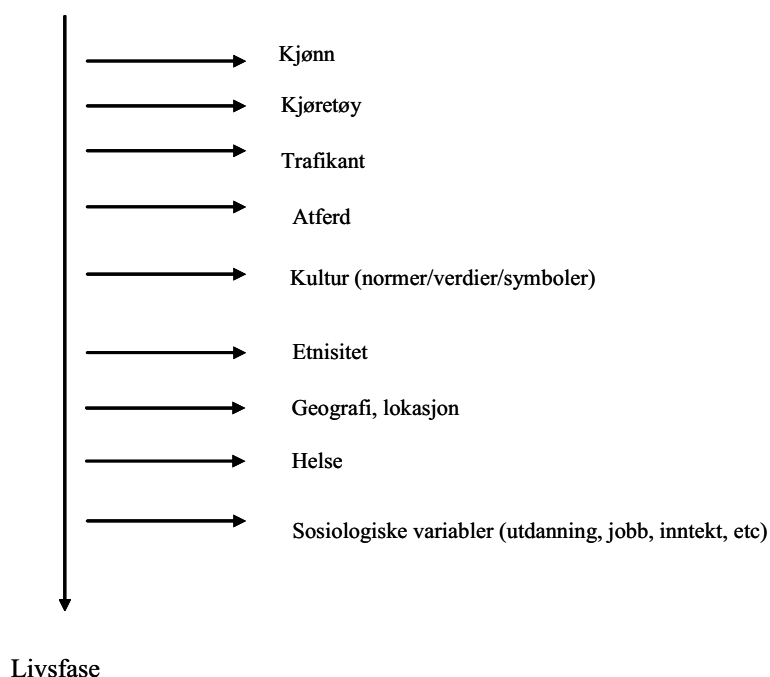 Kjønn
Kjøretøy
Trafikant
Atferd
Kultur (normer/verdier/symboler)
Etnisitet
Geografi, lokasjon
Helse
Sosiologiske variabler (utdanning, jobb, inntekt, etc)
Livsfase